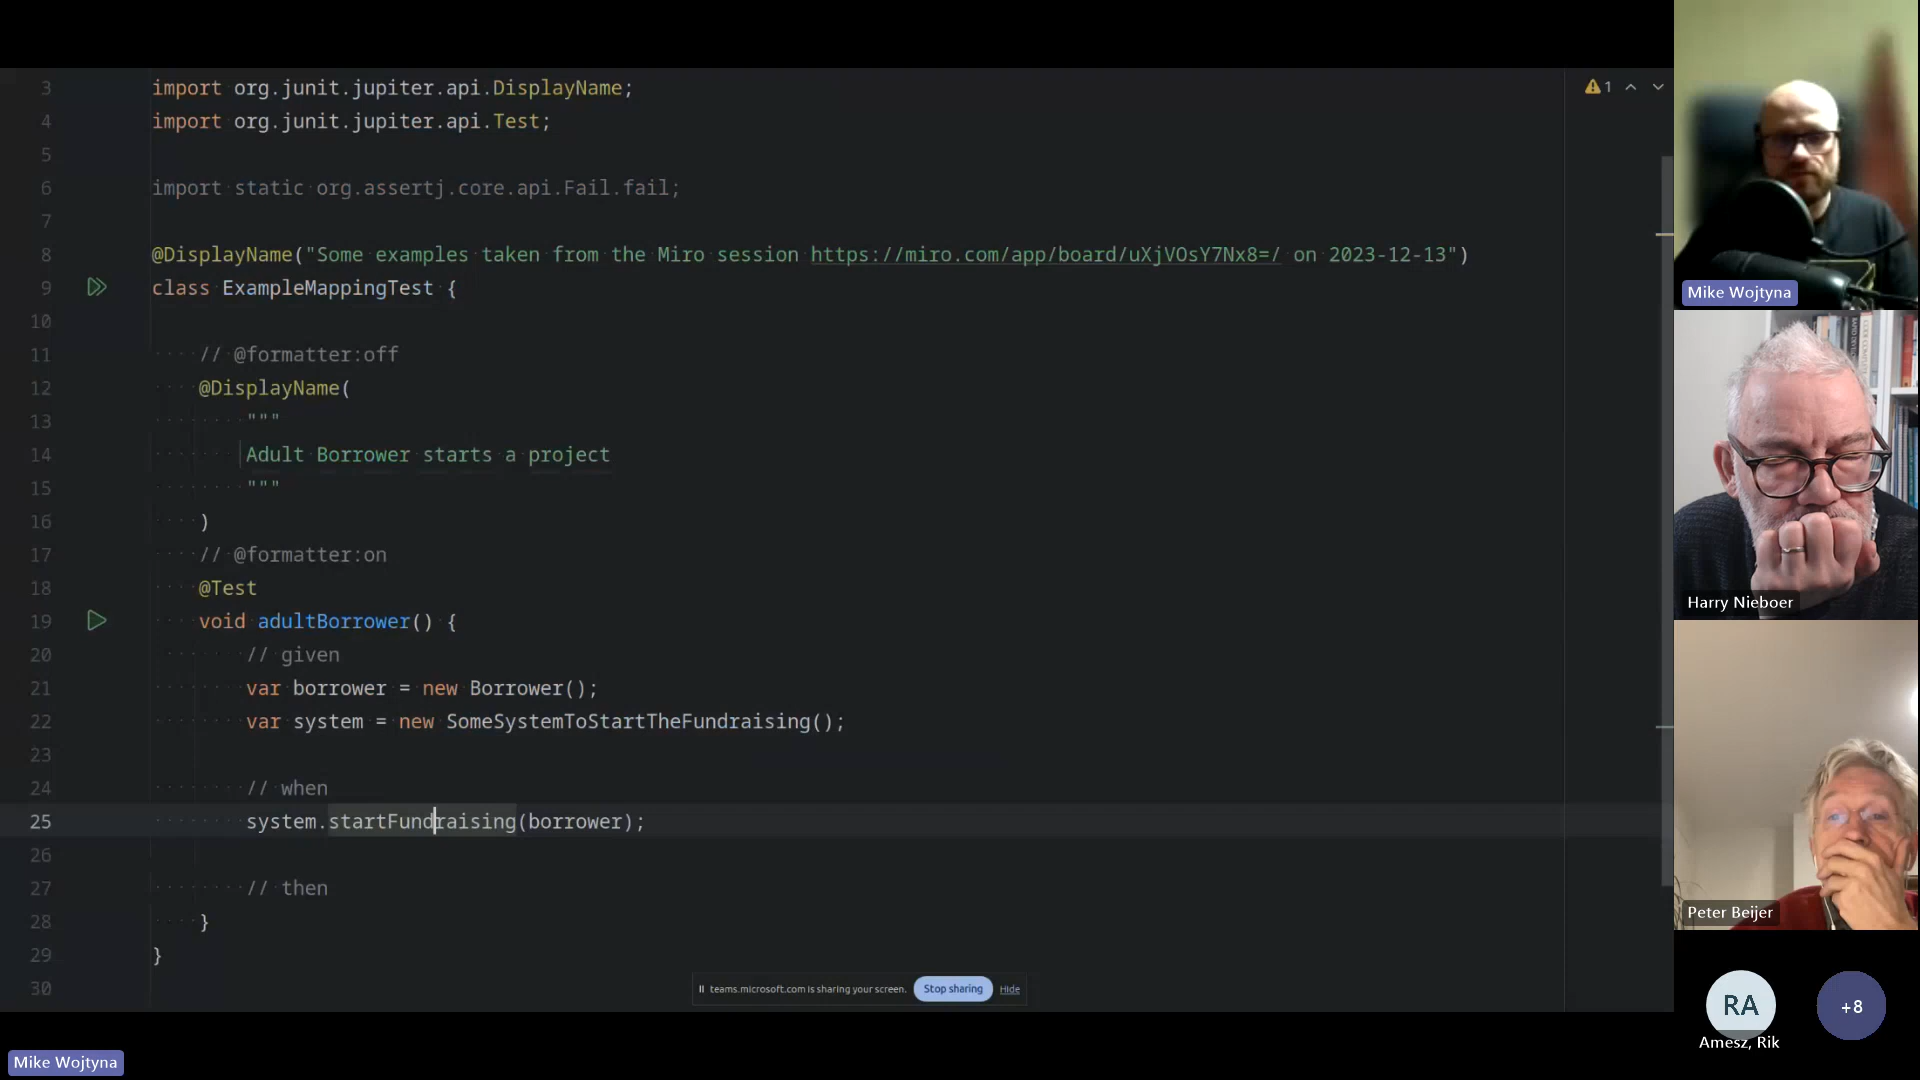 3 import org.junit.jupiter.api.DisplayName;
4 import org.junit.jupiter.api.Test;
5
6 import static org.assertj.core.api.Fail.fail;
7
8 @DisplayName("Some examples taken from the Miro session https://miro.com/app/board/uXjVOsY7Nx8=/ on 2023-12-13")
9 class ExampleMappingTest {
10
11 // @formatter:off
12 @DisplayName(
13 """
14 Adult Borrower starts a project
15 """
16 )
17 // @formatter:on
18 @Test
19 void adultBorrower() {
20 // given
21 var borrower = new Borrower();
22 var system = new SomeSystemToStartTheFundraising();
23
24 // when
25 system.startFundraising(borrower);
26
27 // then
28 }
29 }
30
1
teams.microsoft.com is sharing your screen. Stop sharing Hide
Mike Wojtyna
Mike Wojtyna
Harry Nieboer
Peter Beijer
RA
+8
Amesz, Rik